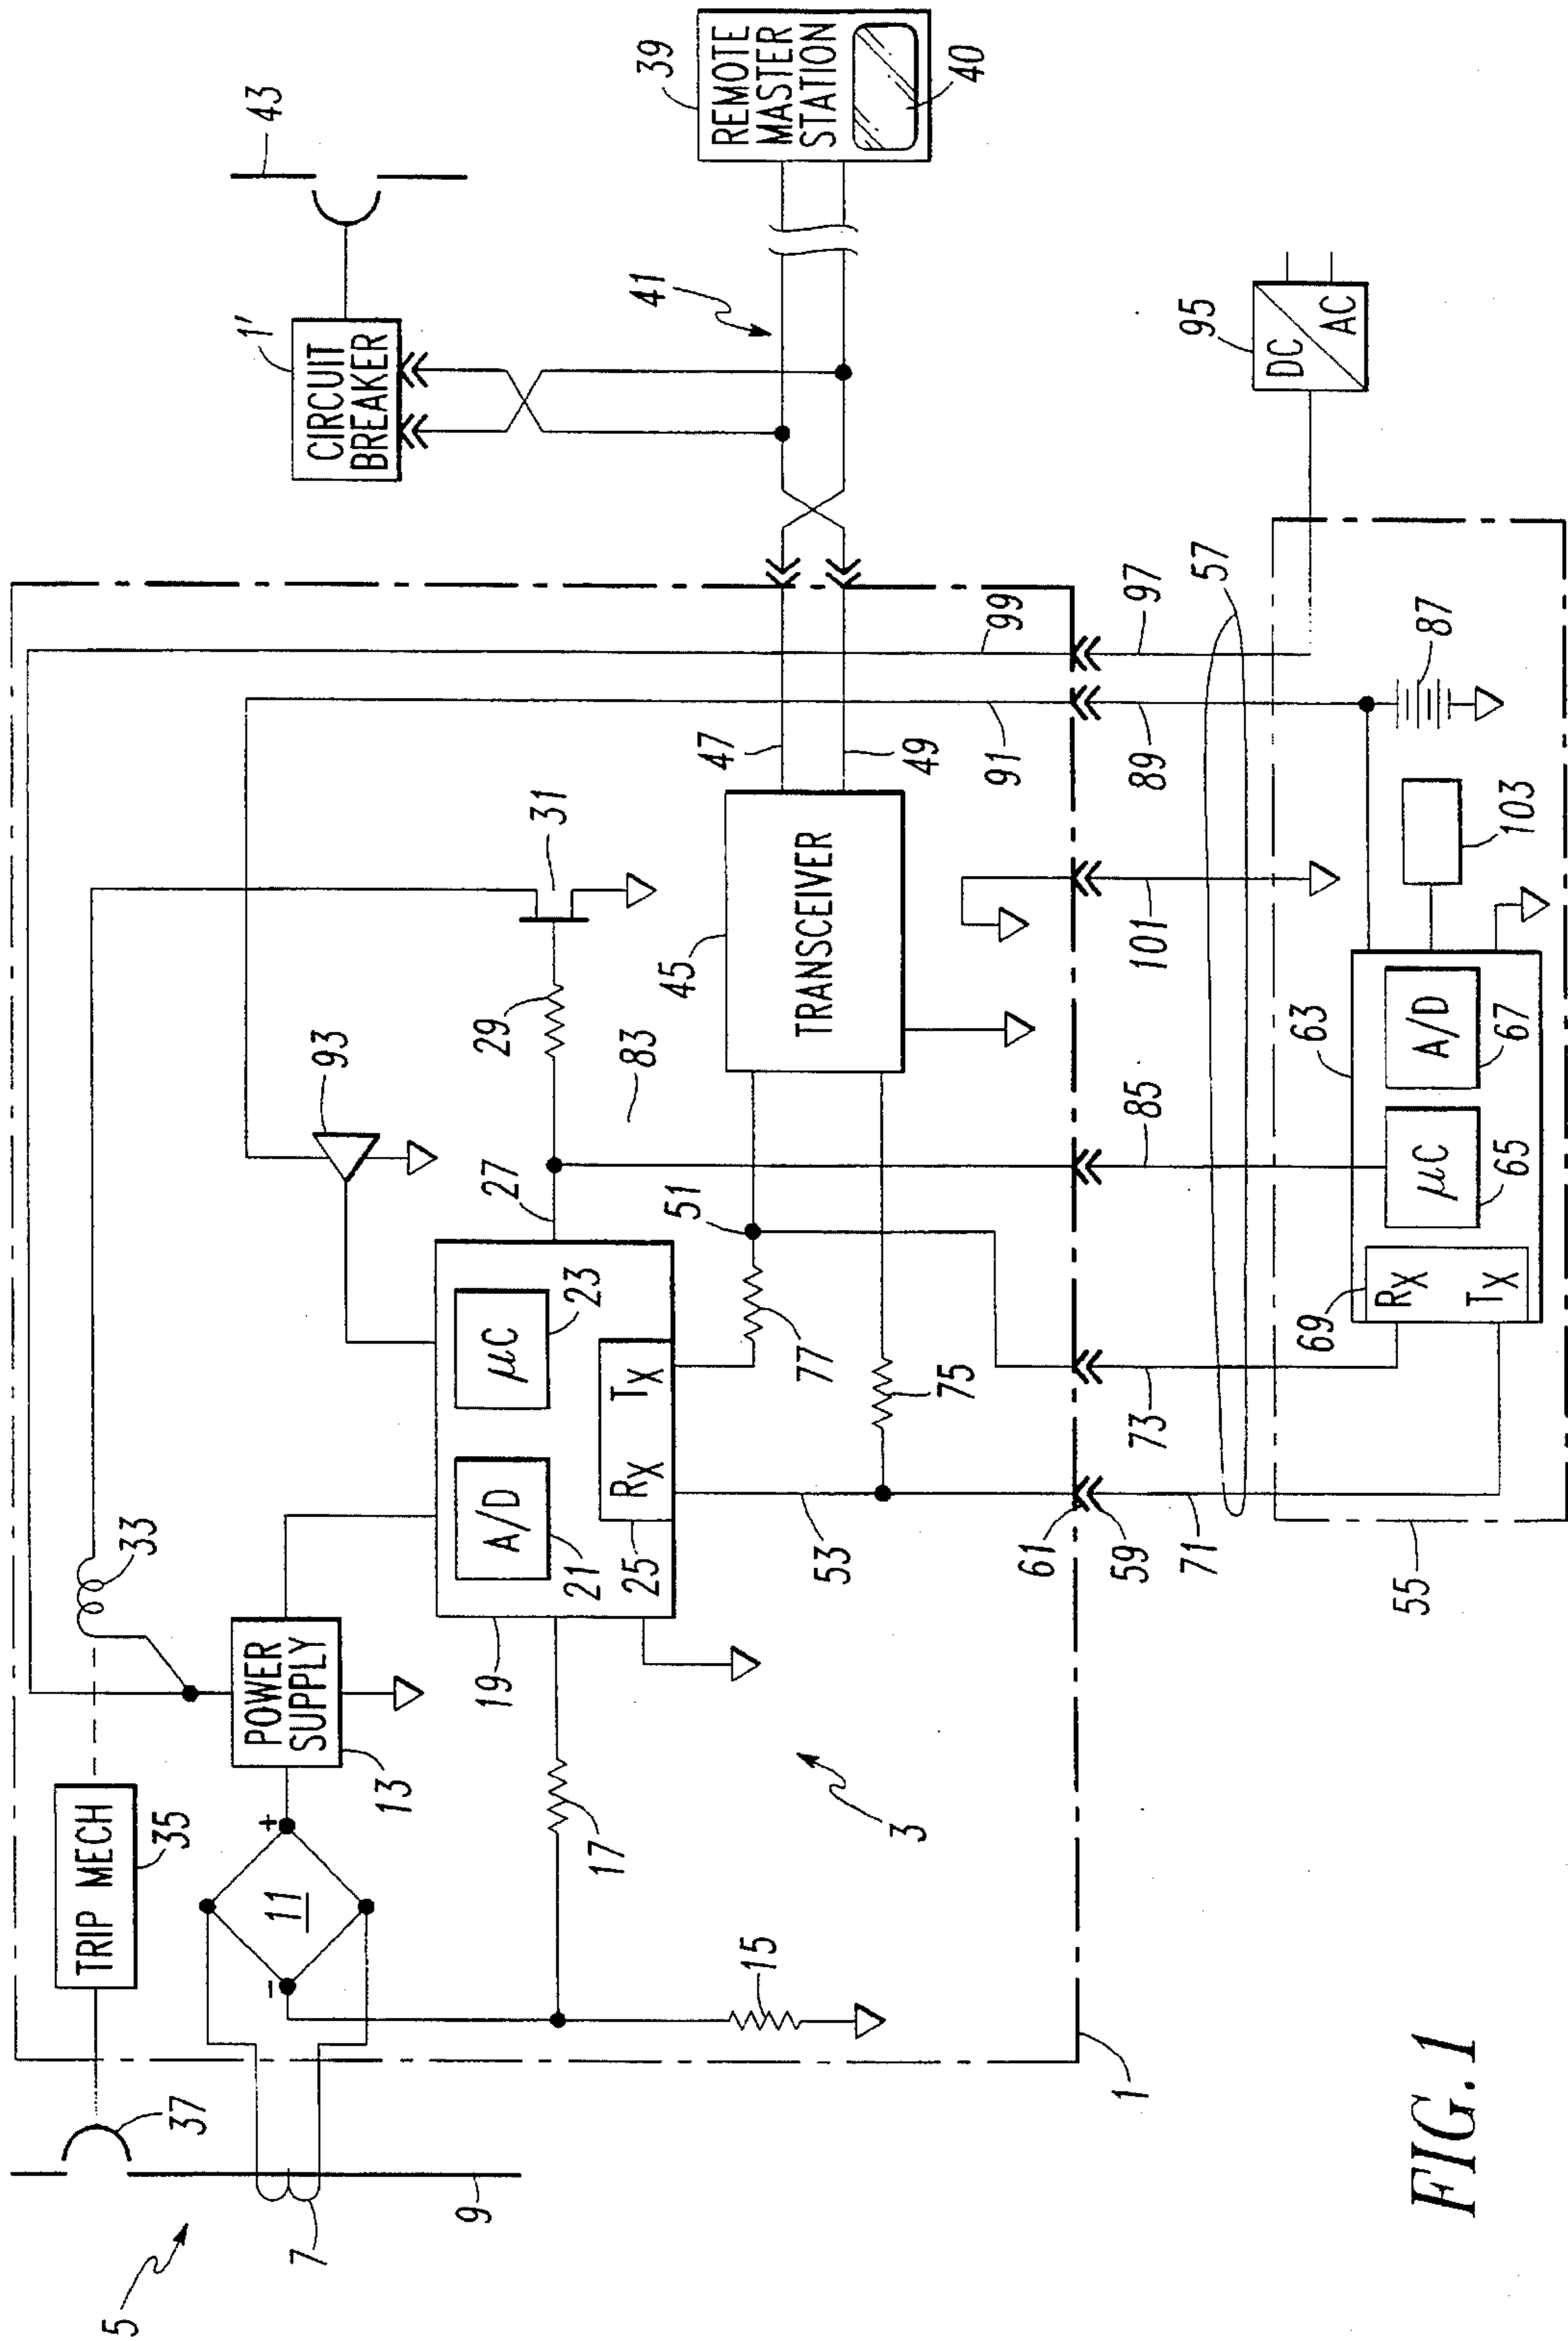 5
7
9
37
TRIP MECH
35
11
+
−
POWER
SUPPLY
13
33
15
17
19
A/D
21
μC
23
RX TX
25
27
29
31
93
3
1
53
51
77
75
83
TRANSCEIVER
45
47
49
91
99
43
CIRCUIT
BREAKER
1'
41
39
REMOTE
MASTER
STATION
40
61
59
71
73
85
101
89
97
57
55
RX
TX
69
μC
65
A/D
67
63
103
87
DC
AC
95
FIG.1